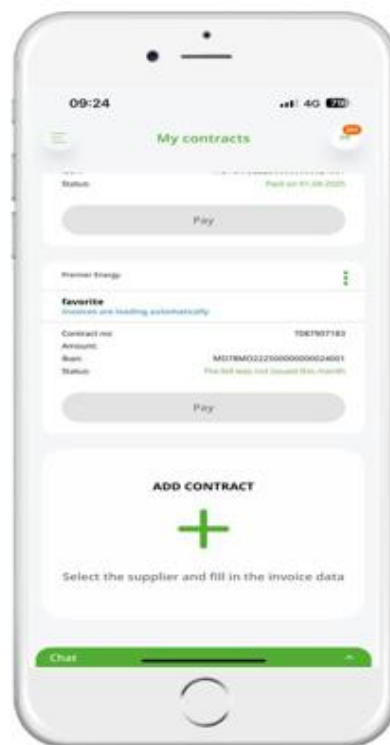 09:24
4G
My contracts
Status: Paid on 01.08.2025
Pay
Premier Energy
favorite
Invoices are loading automatically
Contract no:
Amount:
Iban:
Status: The bill was not issued this month
Pay
ADD CONTRACT
Select the supplier and fill in the invoice data
Chat